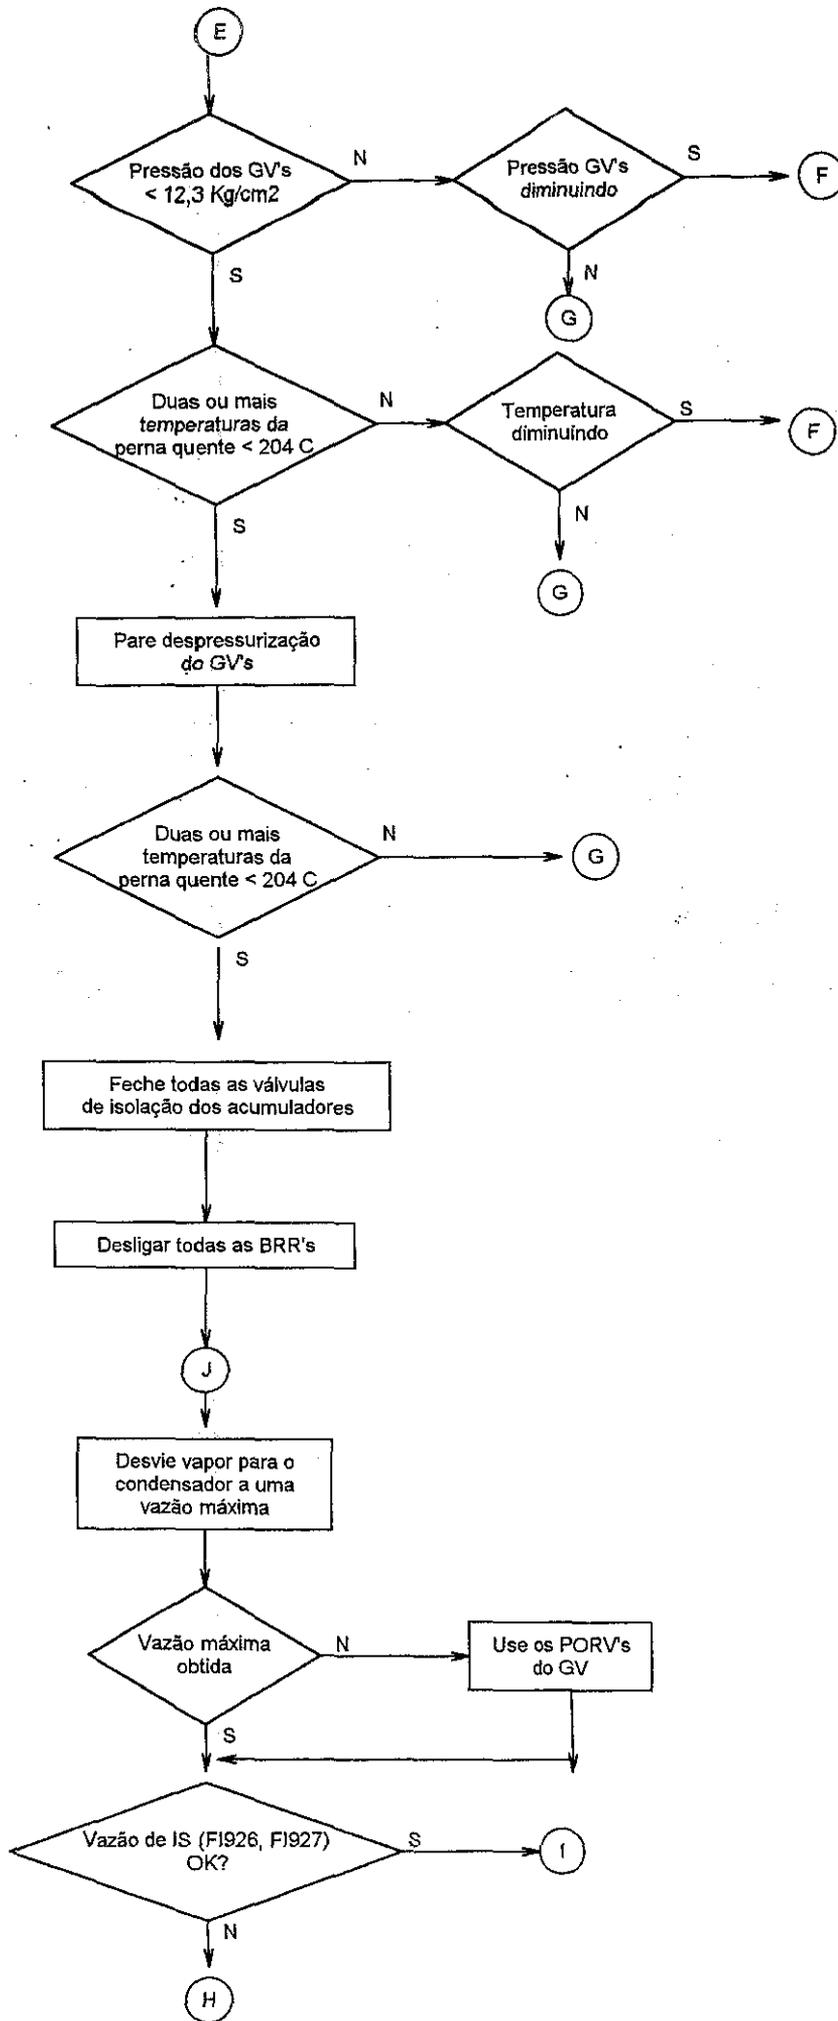 E
Pressão dos GV's
< 12,3 Kg/cm2
N
Pressão GV's
diminuindo
S
F
S
N
G
Duas ou mais
temperaturas da
perna quente < 204 C
N
Temperatura
diminuindo
S
F
S
N
G
Pare despressurização
do GV's
Duas ou mais
temperaturas da
perna quente < 204 C
N
G
S
Feche todas as válvulas
de isolação dos acumuladores
Desligar todas as BRR's
J
Desvie vapor para o
condensador a uma
vazão máxima
Vazão máxima
obtida
N
Use os PORV's
do GV
S
Vazão de IS (FI926, FI927)
OK?
S
I
N
H